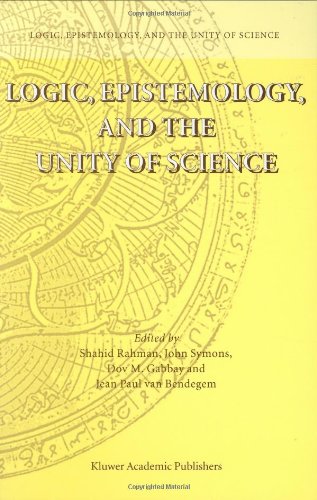 LOGIC, EPISTEMOLOGY, AND THE UNITY OF SCIENCE
LOGIC, EPISTEMOLOGY,
AND THE
UNITY OF SCIENCE
Edited by
Shahid Rahman, John Symons,
Dov M. Gabbay and
Jean Paul van Bendegem
Kluwer Academic Publishers